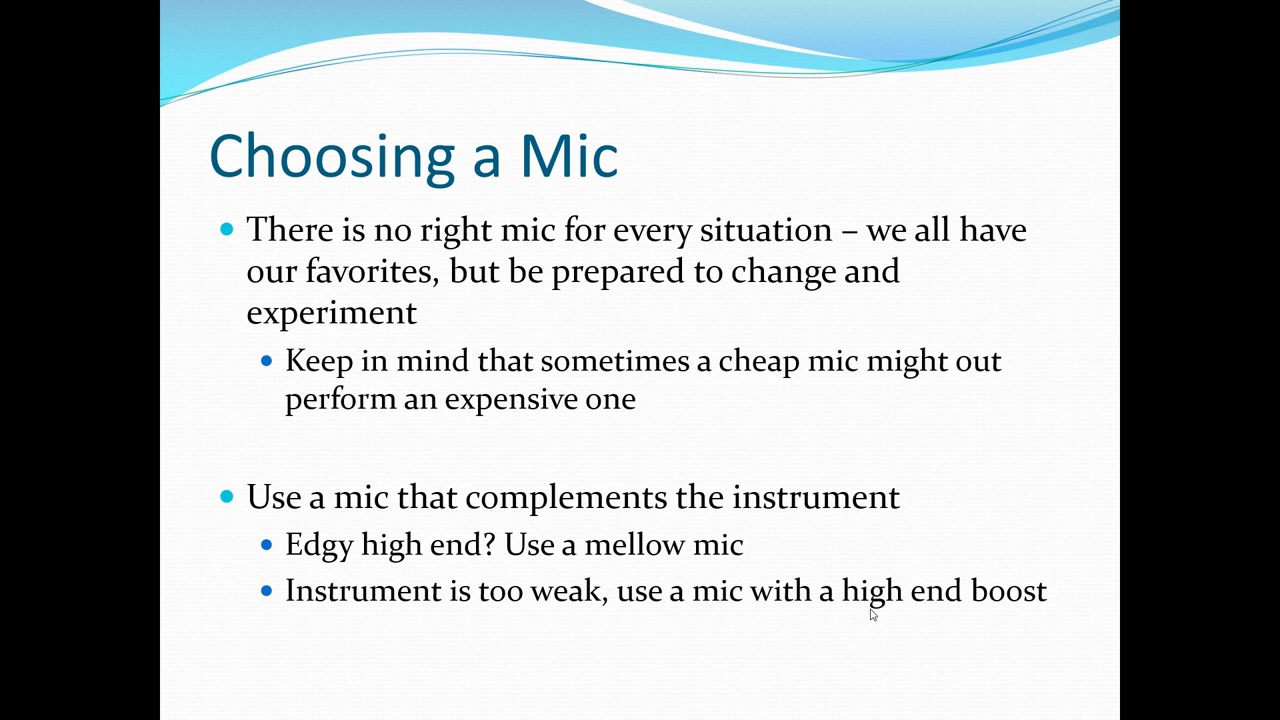 Choosing a Mic
There is no right mic for every situation – we all have
our favorites, but be prepared to change and
experiment
Keep in mind that sometimes a cheap mic might out
perform an expensive one
Use a mic that complements the instrument
Edgy high end? Use a mellow mic
Instrument is too weak, use a mic with a high end boost